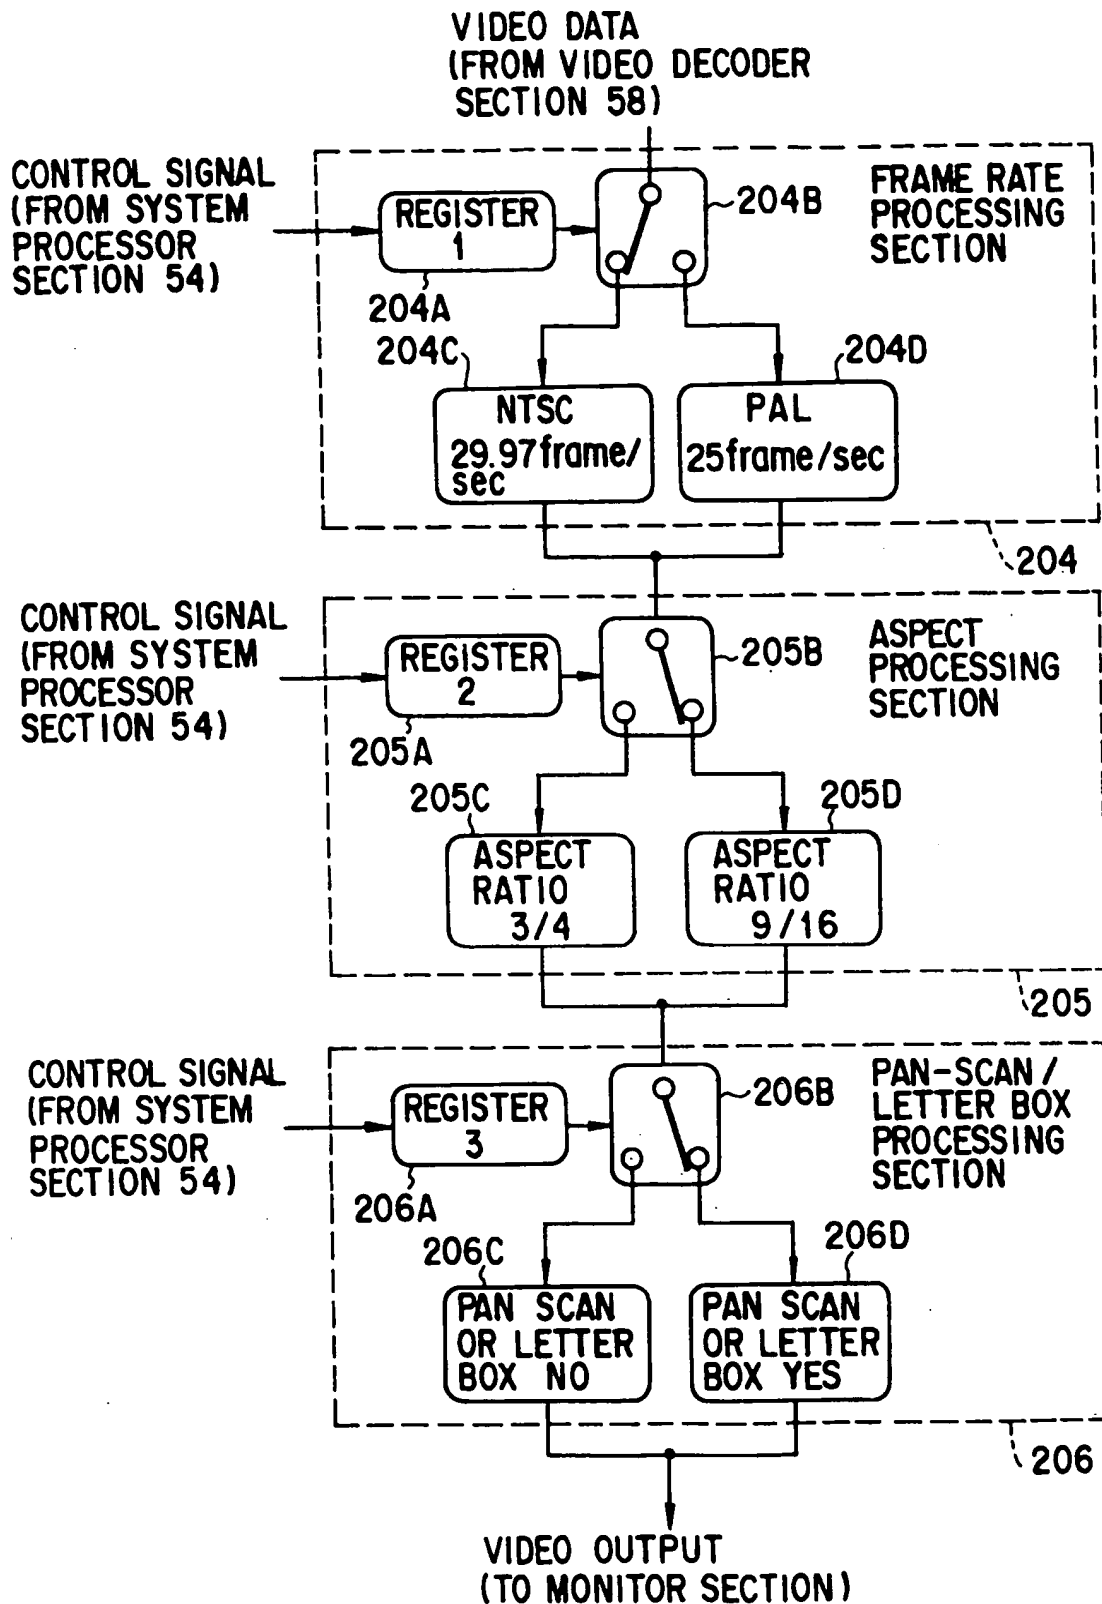 VIDEO DATA
(FROM VIDEO DECODER
SECTION 58)
CONTROL SIGNAL
(FROM SYSTEM
PROCESSOR
SECTION 54)
REGISTER
1
204A
204B
FRAME RATE
PROCESSING
SECTION
204C
NTSC
29.97frame/
sec
204D
PAL
25frame/sec
204
CONTROL SIGNAL
(FROM SYSTEM
PROCESSOR
SECTION 54)
REGISTER
2
205A
205B
ASPECT
PROCESSING
SECTION
205C
ASPECT
RATIO
3/4
205D
ASPECT
RATIO
9/16
205
CONTROL SIGNAL
(FROM SYSTEM
PROCESSOR
SECTION 54)
REGISTER
3
206A
206B
PAN-SCAN/
LETTER BOX
PROCESSING
SECTION
206C
PAN SCAN
OR LETTER
BOX NO
206D
PAN SCAN
OR LETTER
BOX YES
206
VIDEO OUTPUT
(TO MONITOR SECTION)